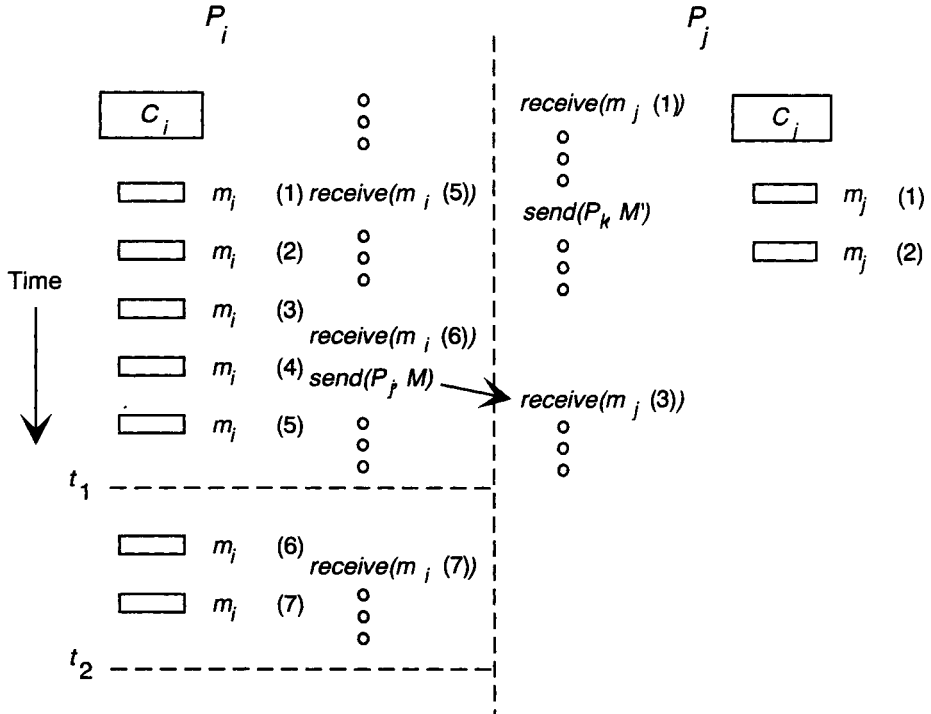 P_i P_j
C_i receive(m_j (1)) C_j
m_i (1) receive(m_i (5)) m_j (1)
send(P_k, M')
m_i (2) m_j (2)
Time
m_i (3)
receive(m_i (6))
m_i (4) send(P_j, M)
receive(m_j (3))
m_i (5)
t_1
m_i (6)
receive(m_i (7))
m_i (7)
t_2